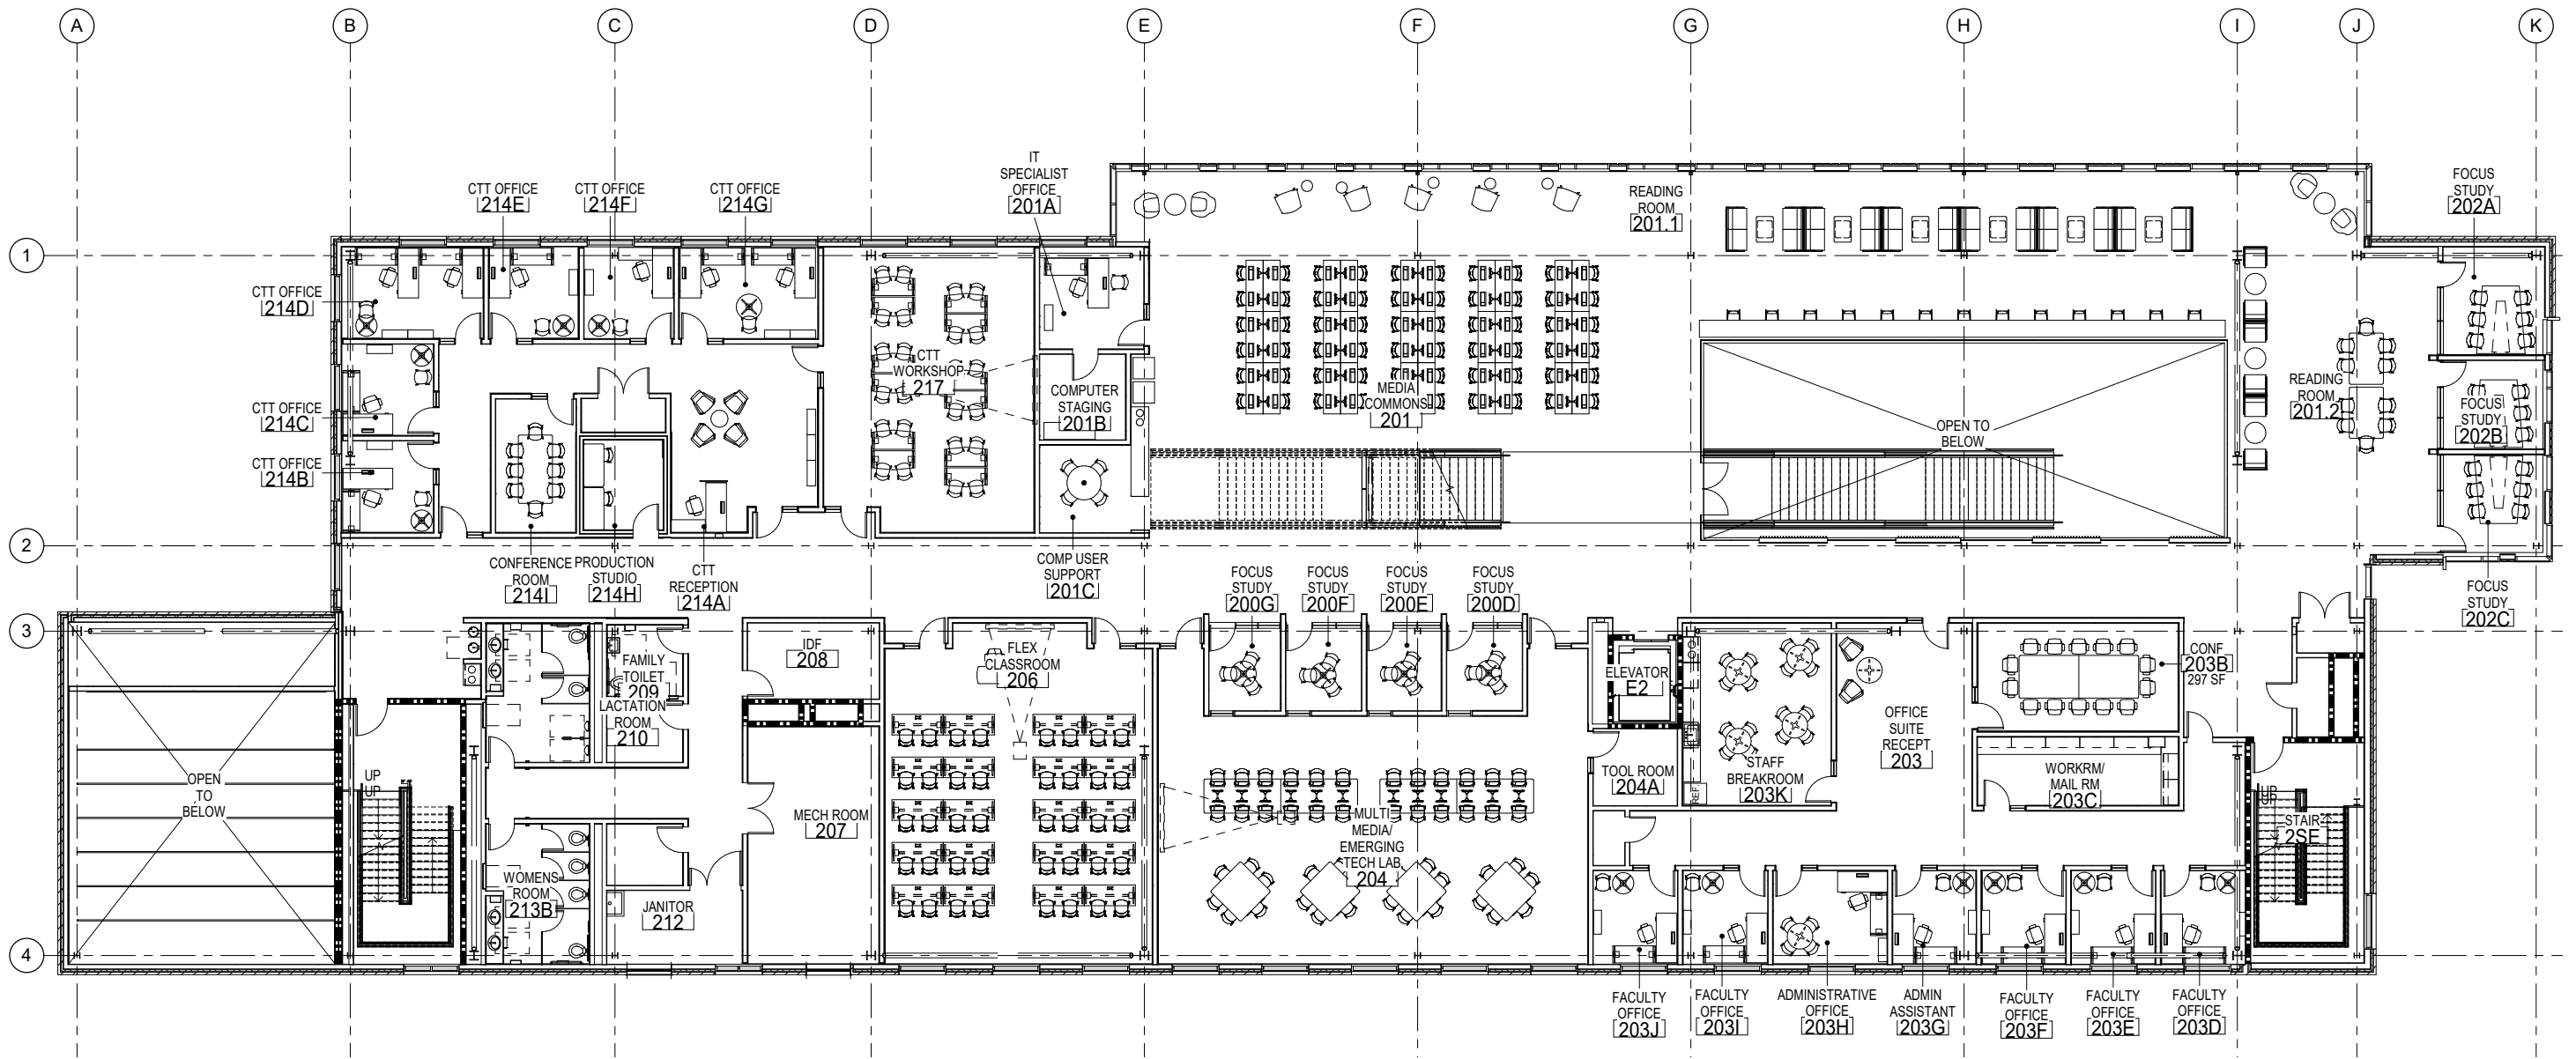 A
B
C
D
E
F
G
H
I
J
K
1
2
3
4
IT
SPECIALIST
OFFICE
201A
CTT OFFICE
214E
CTT OFFICE
214F
CTT OFFICE
214G
READING
ROOM
201.1
FOCUS
STUDY
202A
CTT OFFICE
214D
CTT OFFICE
214C
CTT OFFICE
214B
CTT
WORKSHOP
217
COMPUTER
STAGING
201B
MEDIA
COMMONS
201
OPEN TO
BELOW
READING
ROOM
201.2
FOCUS
STUDY
202B
CONFERENCE
ROOM
214I
PRODUCTION
STUDIO
214H
CTT
RECEPTION
214A
COMP USER
SUPPORT
201C
FOCUS
STUDY
200G
FOCUS
STUDY
200F
FOCUS
STUDY
200E
FOCUS
STUDY
200D
FOCUS
STUDY
202C
FAMILY
TOILET
209
LACTATION
ROOM
210
IDF
208
FLEX
CLASSROOM
206
ELEVATOR
E2
OFFICE
SUITE
RECEPT
203
CONF
203B
297 SF
OPEN
TO
BELOW
UP
UP
MECH ROOM
207
TOOL ROOM
204A
REF.
STAFF
BREAKROOM
203K
WORKRM/
MAIL RM
203C
UP
UP
STAIR
2SE
MULTI
MEDIA/
EMERGING
TECH LAB
204
WOMENS
ROOM
213B
JANITOR
212
FACULTY
OFFICE
203J
FACULTY
OFFICE
203I
ADMINISTRATIVE
OFFICE
203H
ADMIN
ASSISTANT
203G
FACULTY
OFFICE
203F
FACULTY
OFFICE
203E
FACULTY
OFFICE
203D